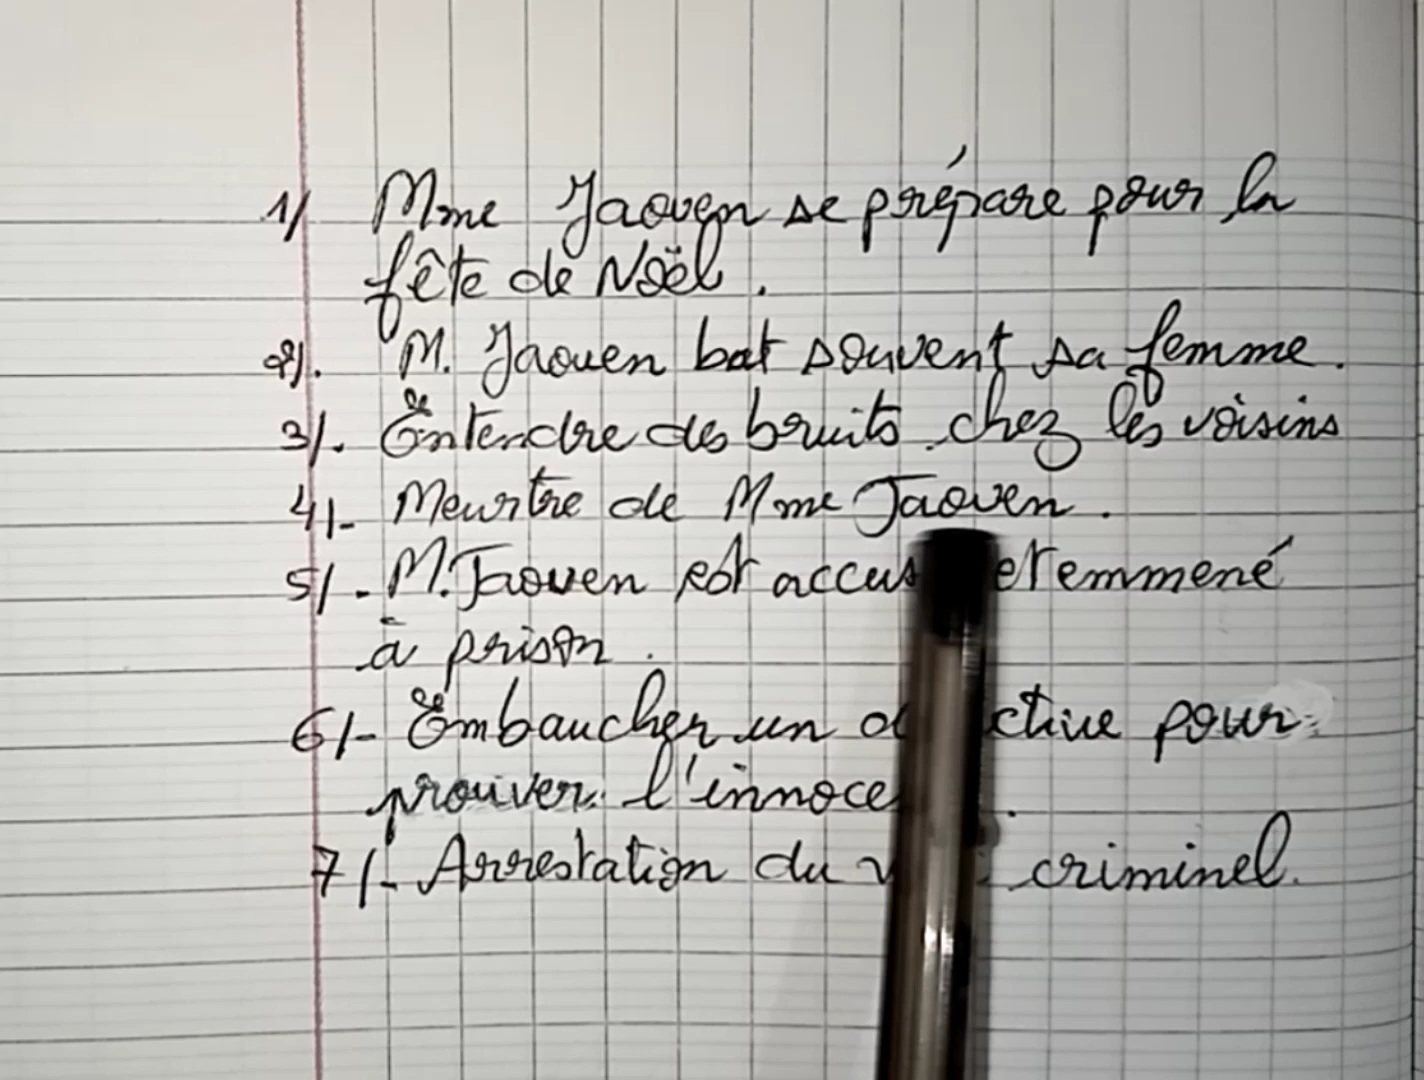 1/ Mme Jaouen se prépare pour la
fête de Noël.
2/. M. Jaouen bat souvent sa femme.
3/. Entendre des bruits chez les voisins
4/- Meurtre de Mme Jaouen.
5/- M. Jaouen est accus et emmené
à prison.
6/- Embaucher un pour
prouver
7/- Arrestation du criminel.